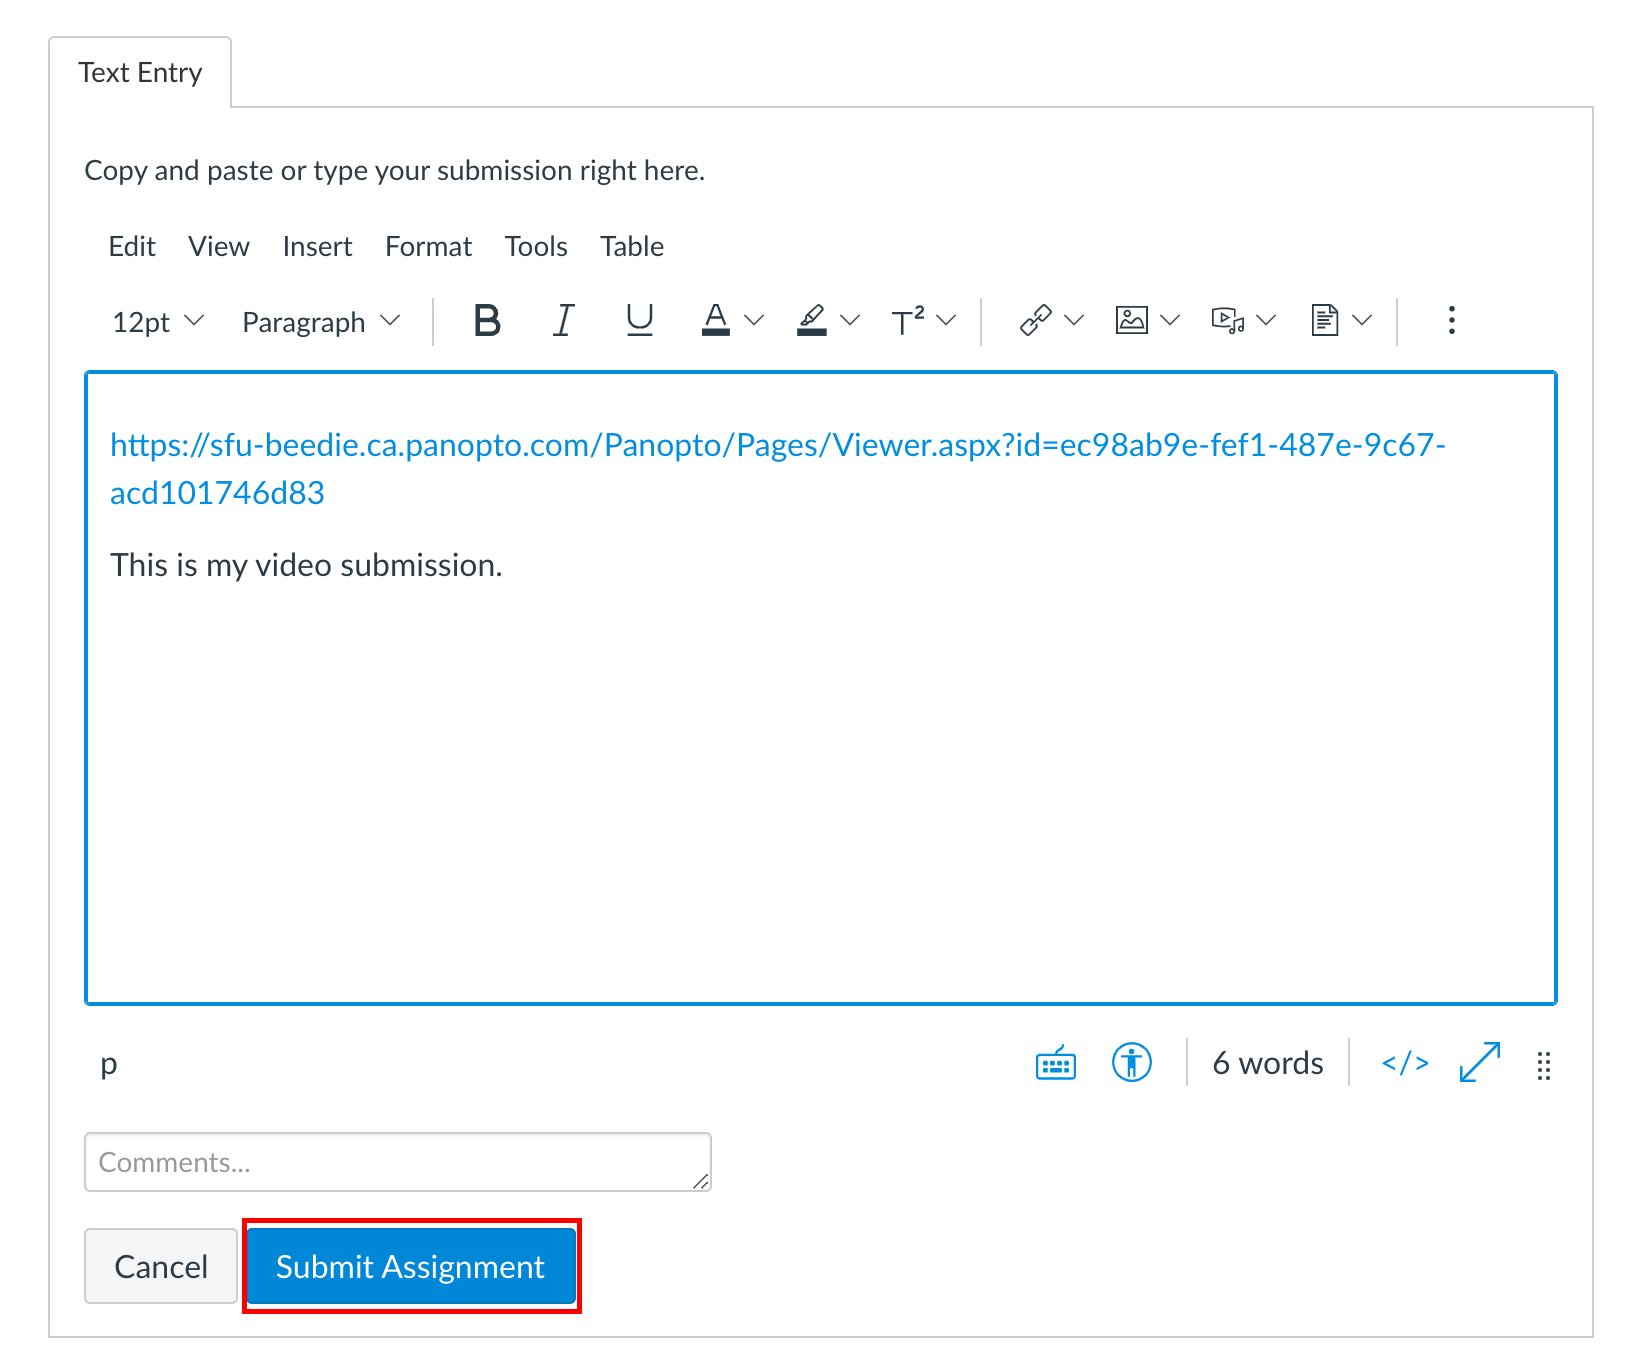 Text Entry
Copy and paste or type your submission right here.
Edit View Insert Format Tools Table
12pt Paragraph B I U A T²
https://sfu-beedie.ca.panopto.com/Panopto/Pages/Viewer.aspx?id=ec98ab9e-fef1-487e-9c67-
acd101746d83
This is my video submission.
p 6 words </>
Comments...
Cancel Submit Assignment